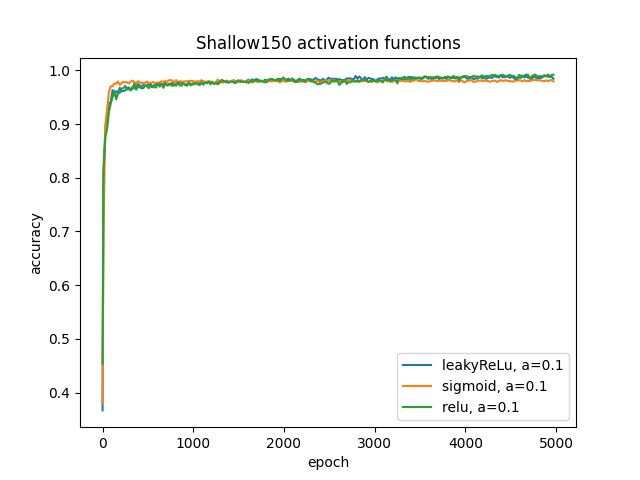 Shallow150 activation functions
1.0
0.9
0.8
0.7
0.6
0.5
0.4
accuracy
0 1000 2000 3000 4000 5000
epoch
leakyReLu, a=0.1
sigmoid, a=0.1
relu, a=0.1